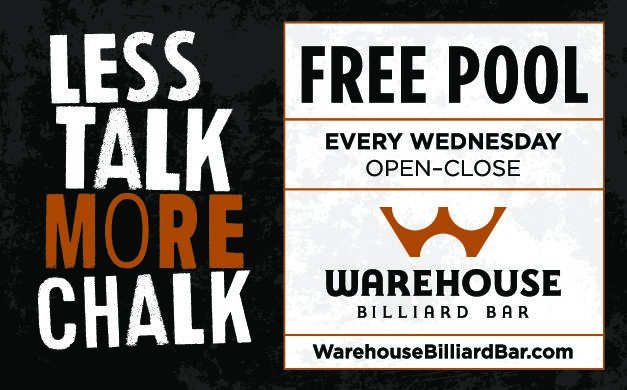 LESS
TALK
MORE
CHALK
FREE POOL
EVERY WEDNESDAY
OPEN–CLOSE
WAREHOUSE
BILLIARD BAR
WarehouseBilliardBar.com